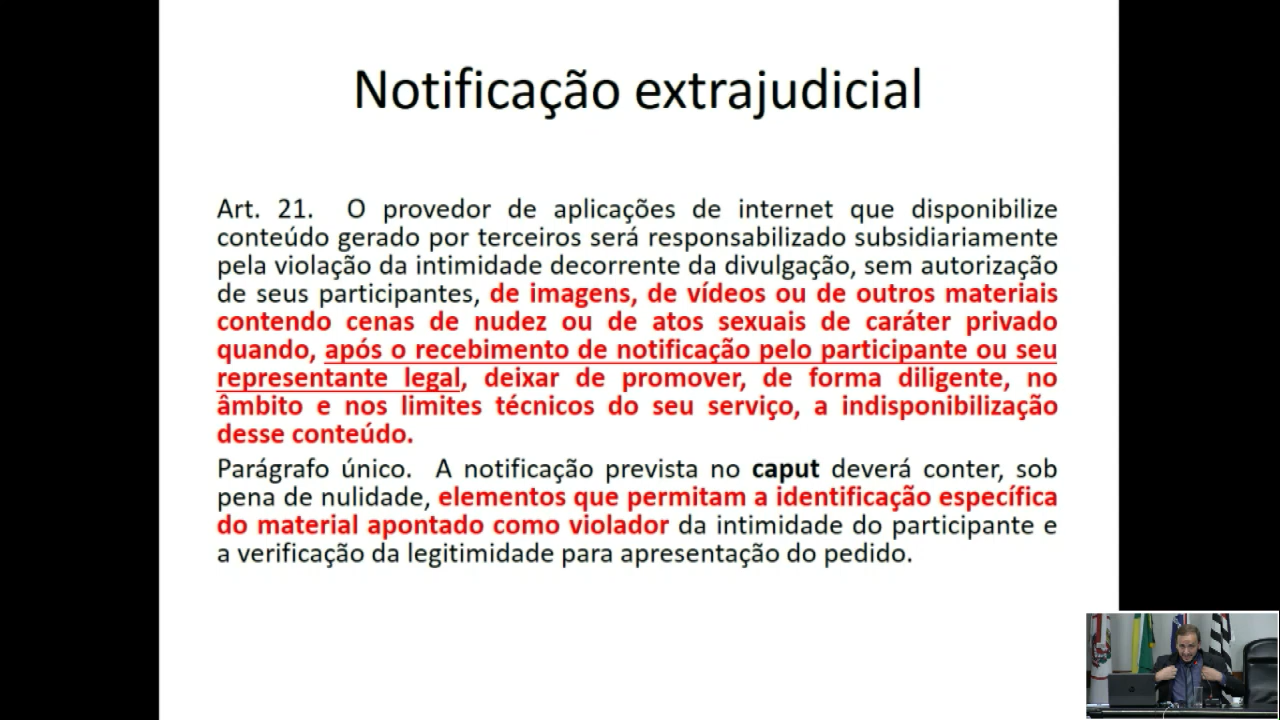 Notificação extrajudicial
Art. 21. O provedor de aplicações de internet que disponibilize
conteúdo gerado por terceiros será responsabilizado subsidiariamente
pela violação da intimidade decorrente da divulgação, sem autorização
de seus participantes, de imagens, de vídeos ou de outros materiais
contendo cenas de nudez ou de atos sexuais de caráter privado
quando, após o recebimento de notificação pelo participante ou seu
representante legal, deixar de promover, de forma diligente, no
âmbito e nos limites técnicos do seu serviço, a indisponibilização
desse conteúdo.
Parágrafo único. A notificação prevista no caput deverá conter, sob
pena de nulidade, elementos que permitam a identificação específica
do material apontado como violador da intimidade do participante e
a verificação da legitimidade para apresentação do pedido.